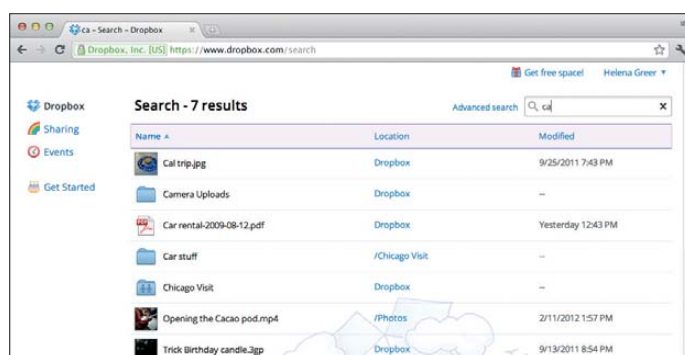 ca - Search - Dropbox
Dropbox, Inc. [US] https://www.dropbox.com/search
Get free space! Helena Greer
Dropbox
Sharing
Events
Get Started
Search - 7 results
Advanced search ca
Name Location Modified
Cal trip.jpg Dropbox 9/25/2011 7:43 PM
Camera Uploads Dropbox --
Car rental-2009-08-12.pdf Dropbox Yesterday 12:43 PM
Car stuff /Chicago Visit --
Chicago Visit Dropbox --
Opening the Cacao pod.mp4 /Photos 2/11/2012 1:57 PM
Trick Birthday candle.3gp Dropbox 9/13/2011 8:54 PM